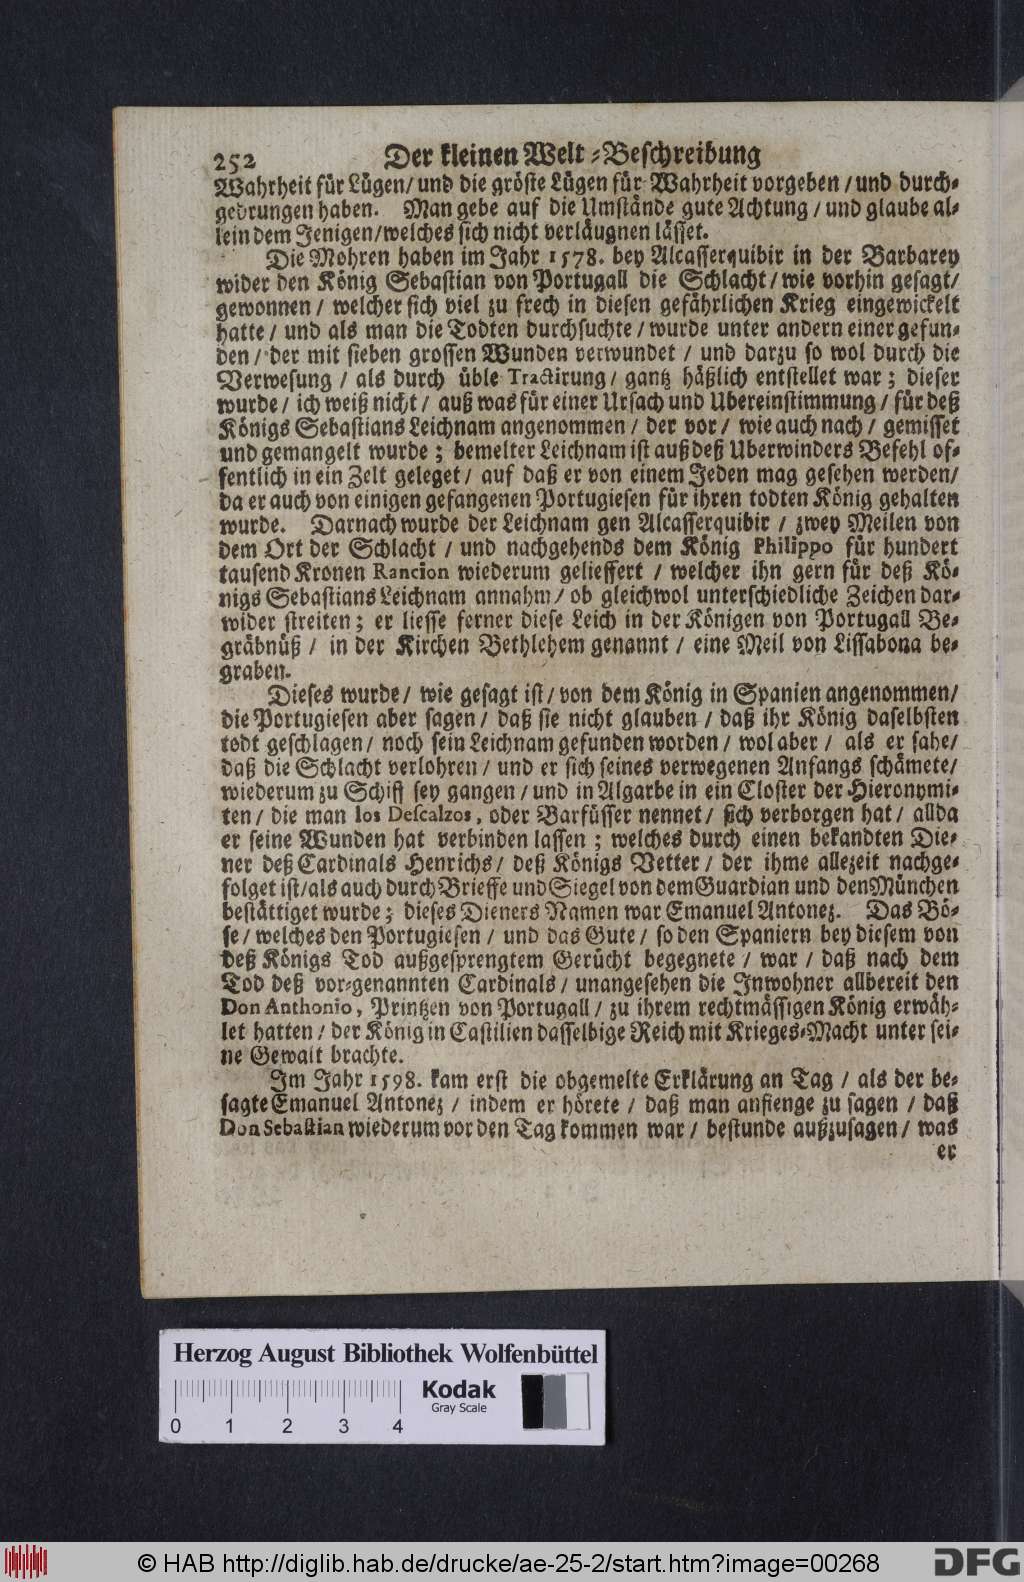 252 Der kleinen Welt-Beschreibung
Wahrheit für Lügen/ und die gröste Lügen für Wahrheit vorgeben / und durch-
gedrungen haben. Man gebe auf die Umstände gute Achtung / und glaube al-
lein dem Jenigen/welches sich nicht verläugnen lässet.
Die Mohren haben im Jahr 1578. bey Alcasserquibir in der Barbarey
wider den König Sebastian von Portugall die Schlacht / wie vorhin gesagt/
gewonnen / welcher sich viel zu frech in diesen gefährlichen Krieg eingewickelt
hatte / und als man die Todten durchsuchte / wurde unter andern einer gefun-
den / der mit sieben grossen Wunden verwundet / und darzu so wol durch die
Verwesung / als durch üble Tractirung/ gantz häßlich entstellet war ; dieser
wurde / ich weiß nicht / auß was für einer Ursach und Ubereinstimmung / für deß
Königs Sebastians Leichnam angenommen / der vor / wie auch nach / gemisset
und gemangelt wurde ; bemelter Leichnam ist auß deß Uberwinders Befehl of-
fentlich in ein Zelt geleget / auf daß er von einem Jeden mag gesehen werden/
da er auch von einigen gefangenen Portugiesen für ihren todten König gehalten
wurde. Darnach wurde der Leichnam gen Alcasserquibir / zwey Meilen von
dem Ort der Schlacht / und nachgehends dem König Philippo für hundert
tausend Kronen Rancion wiederum gelieffert / welcher ihn gern für deß Kö-
nigs Sebastians Leichnam annahm / ob gleichwol unterschiedliche Zeichen dar-
wider streiten ; er liesse ferner diese Leich in der Königen von Portugall Be-
gräbnüß / in der Kirchen Bethlehem genannt / eine Meil von Lissabona be-
graben.
Dieses wurde / wie gesagt ist / von dem König in Spanien angenommen/
die Portugiesen aber sagen / daß sie nicht glauben / daß ihr König daselbsten
todt geschlagen / noch sein Leichnam gefunden worden / wol aber / als er sahe/
daß die Schlacht verlohren / und er sich seines verwegenen Anfangs schämete/
wiederum zu Schiff sey gangen / und in Algarbe in ein Closter der Hieronymi-
ten / die man los Descalzos, oder Barfüsser nennet / sich verborgen hat / allda
er seine Wunden hat verbinden lassen ; welches durch einen bekandten Die-
ner deß Cardinals Henrichs / deß Königs Vetter / der ihme allezeit nachge-
folget ist/als auch durch Brieffe und Siegel von dem Guardian und den München
bestättiget wurde ; dieses Dieners Namen war Emanuel Antonez. Das Bö-
se / welches den Portugiesen / und das Gute / so den Spaniern bey diesem von
deß Königs Tod außgesprengtem Gerücht begegnete / war / daß nach dem
Tod deß vor-genannten Cardinals / unangesehen die Inwohner allbereit den
Don Anthonio, Printzen von Portugall / zu ihrem rechtmässigen König erwäh-
let hatten / der König in Castilien dasselbige Reich mit Krieges-Macht unter sei-
ne Gewalt brachte.
Im Jahr 1598. kam erst die obgemelte Erklärung an Tag / als der be-
sagte Emanuel Antonez / indem er hörete / daß man anfienge zu sagen / daß
Don Sebastian wiederum vor den Tag kommen war / bestunde außzusagen / was
er
Herzog August Bibliothek Wolfenbüttel
Kodak
Gray Scale
0 1 2 3 4
© HAB http://diglib.hab.de/drucke/ae-25-2/start.htm?image=00268
DFG